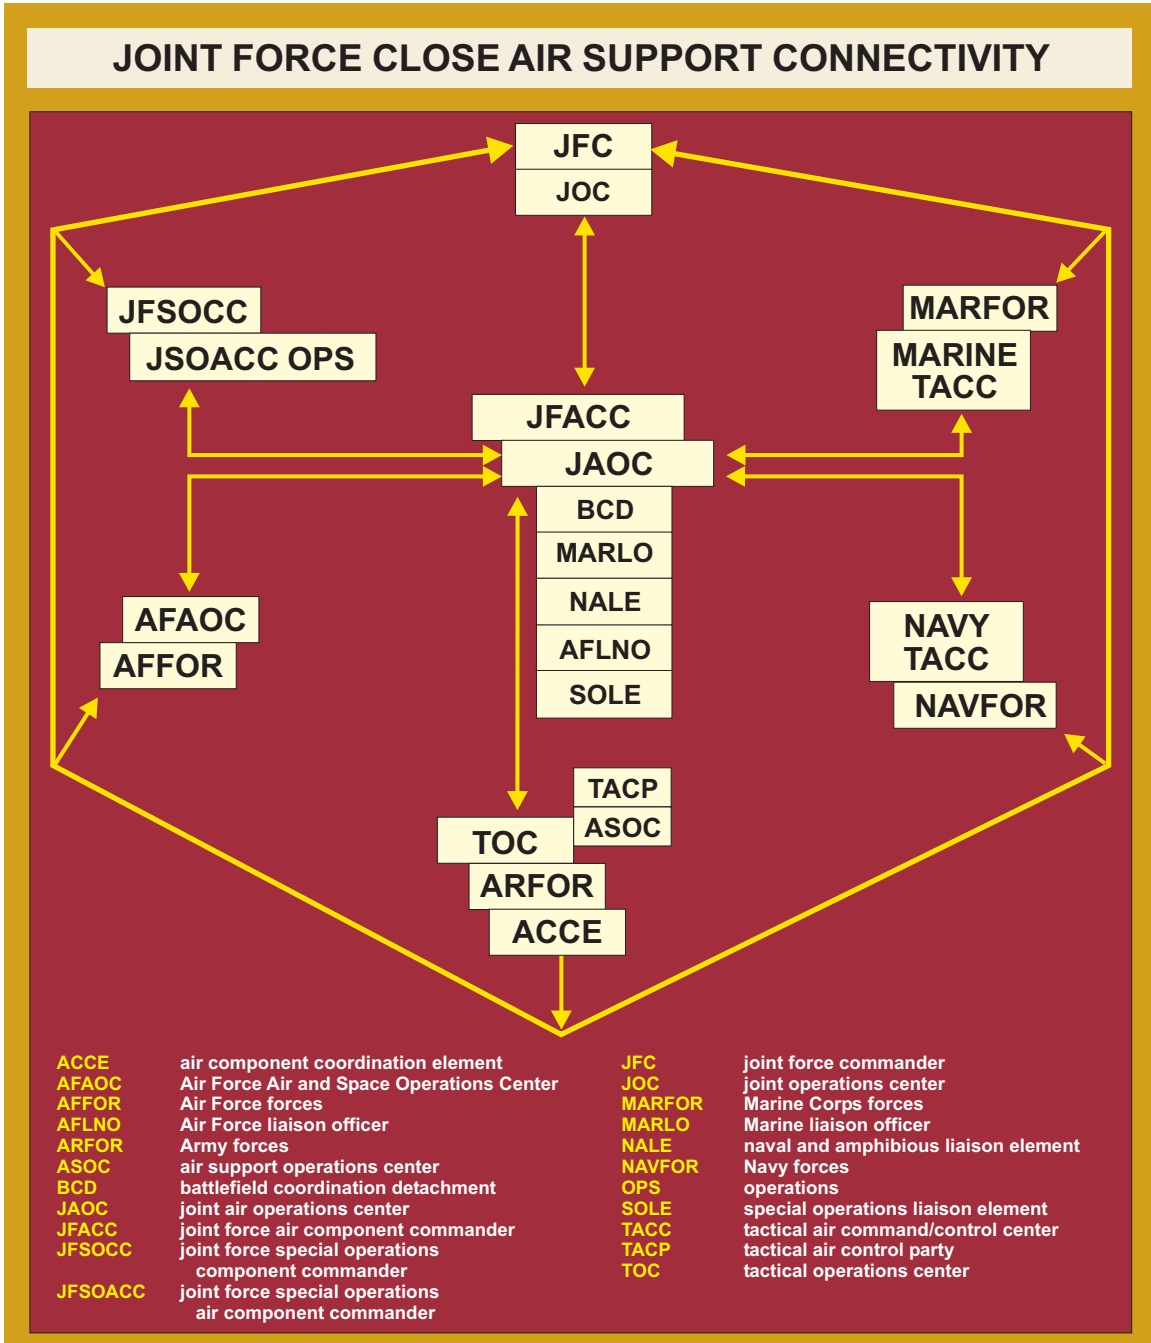 JOINT FORCE CLOSE AIR SUPPORT CONNECTIVITY
JFC
JOC
JFSOCC
JSOACC OPS
MARFOR
MARINE
TACC
JFACC
JAOC
BCD
MARLO
NALE
AFLNO
SOLE
AFAOC
AFFOR
NAVY
TACC
NAVFOR
TACP
ASOC
TOC
ARFOR
ACCE
ACCE air component coordination element
AFAOC Air Force Air and Space Operations Center
AFFOR Air Force forces
AFLNO Air Force liaison officer
ARFOR Army forces
ASOC air support operations center
BCD battlefield coordination detachment
JAOC joint air operations center
JFACC joint force air component commander
JFSOCC joint force special operations
component commander
JFSOACC joint force special operations
air component commander
JFC joint force commander
JOC joint operations center
MARFOR Marine Corps forces
MARLO Marine liaison officer
NALE naval and amphibious liaison element
NAVFOR Navy forces
OPS operations
SOLE special operations liaison element
TACC tactical air command/control center
TACP tactical air control party
TOC tactical operations center